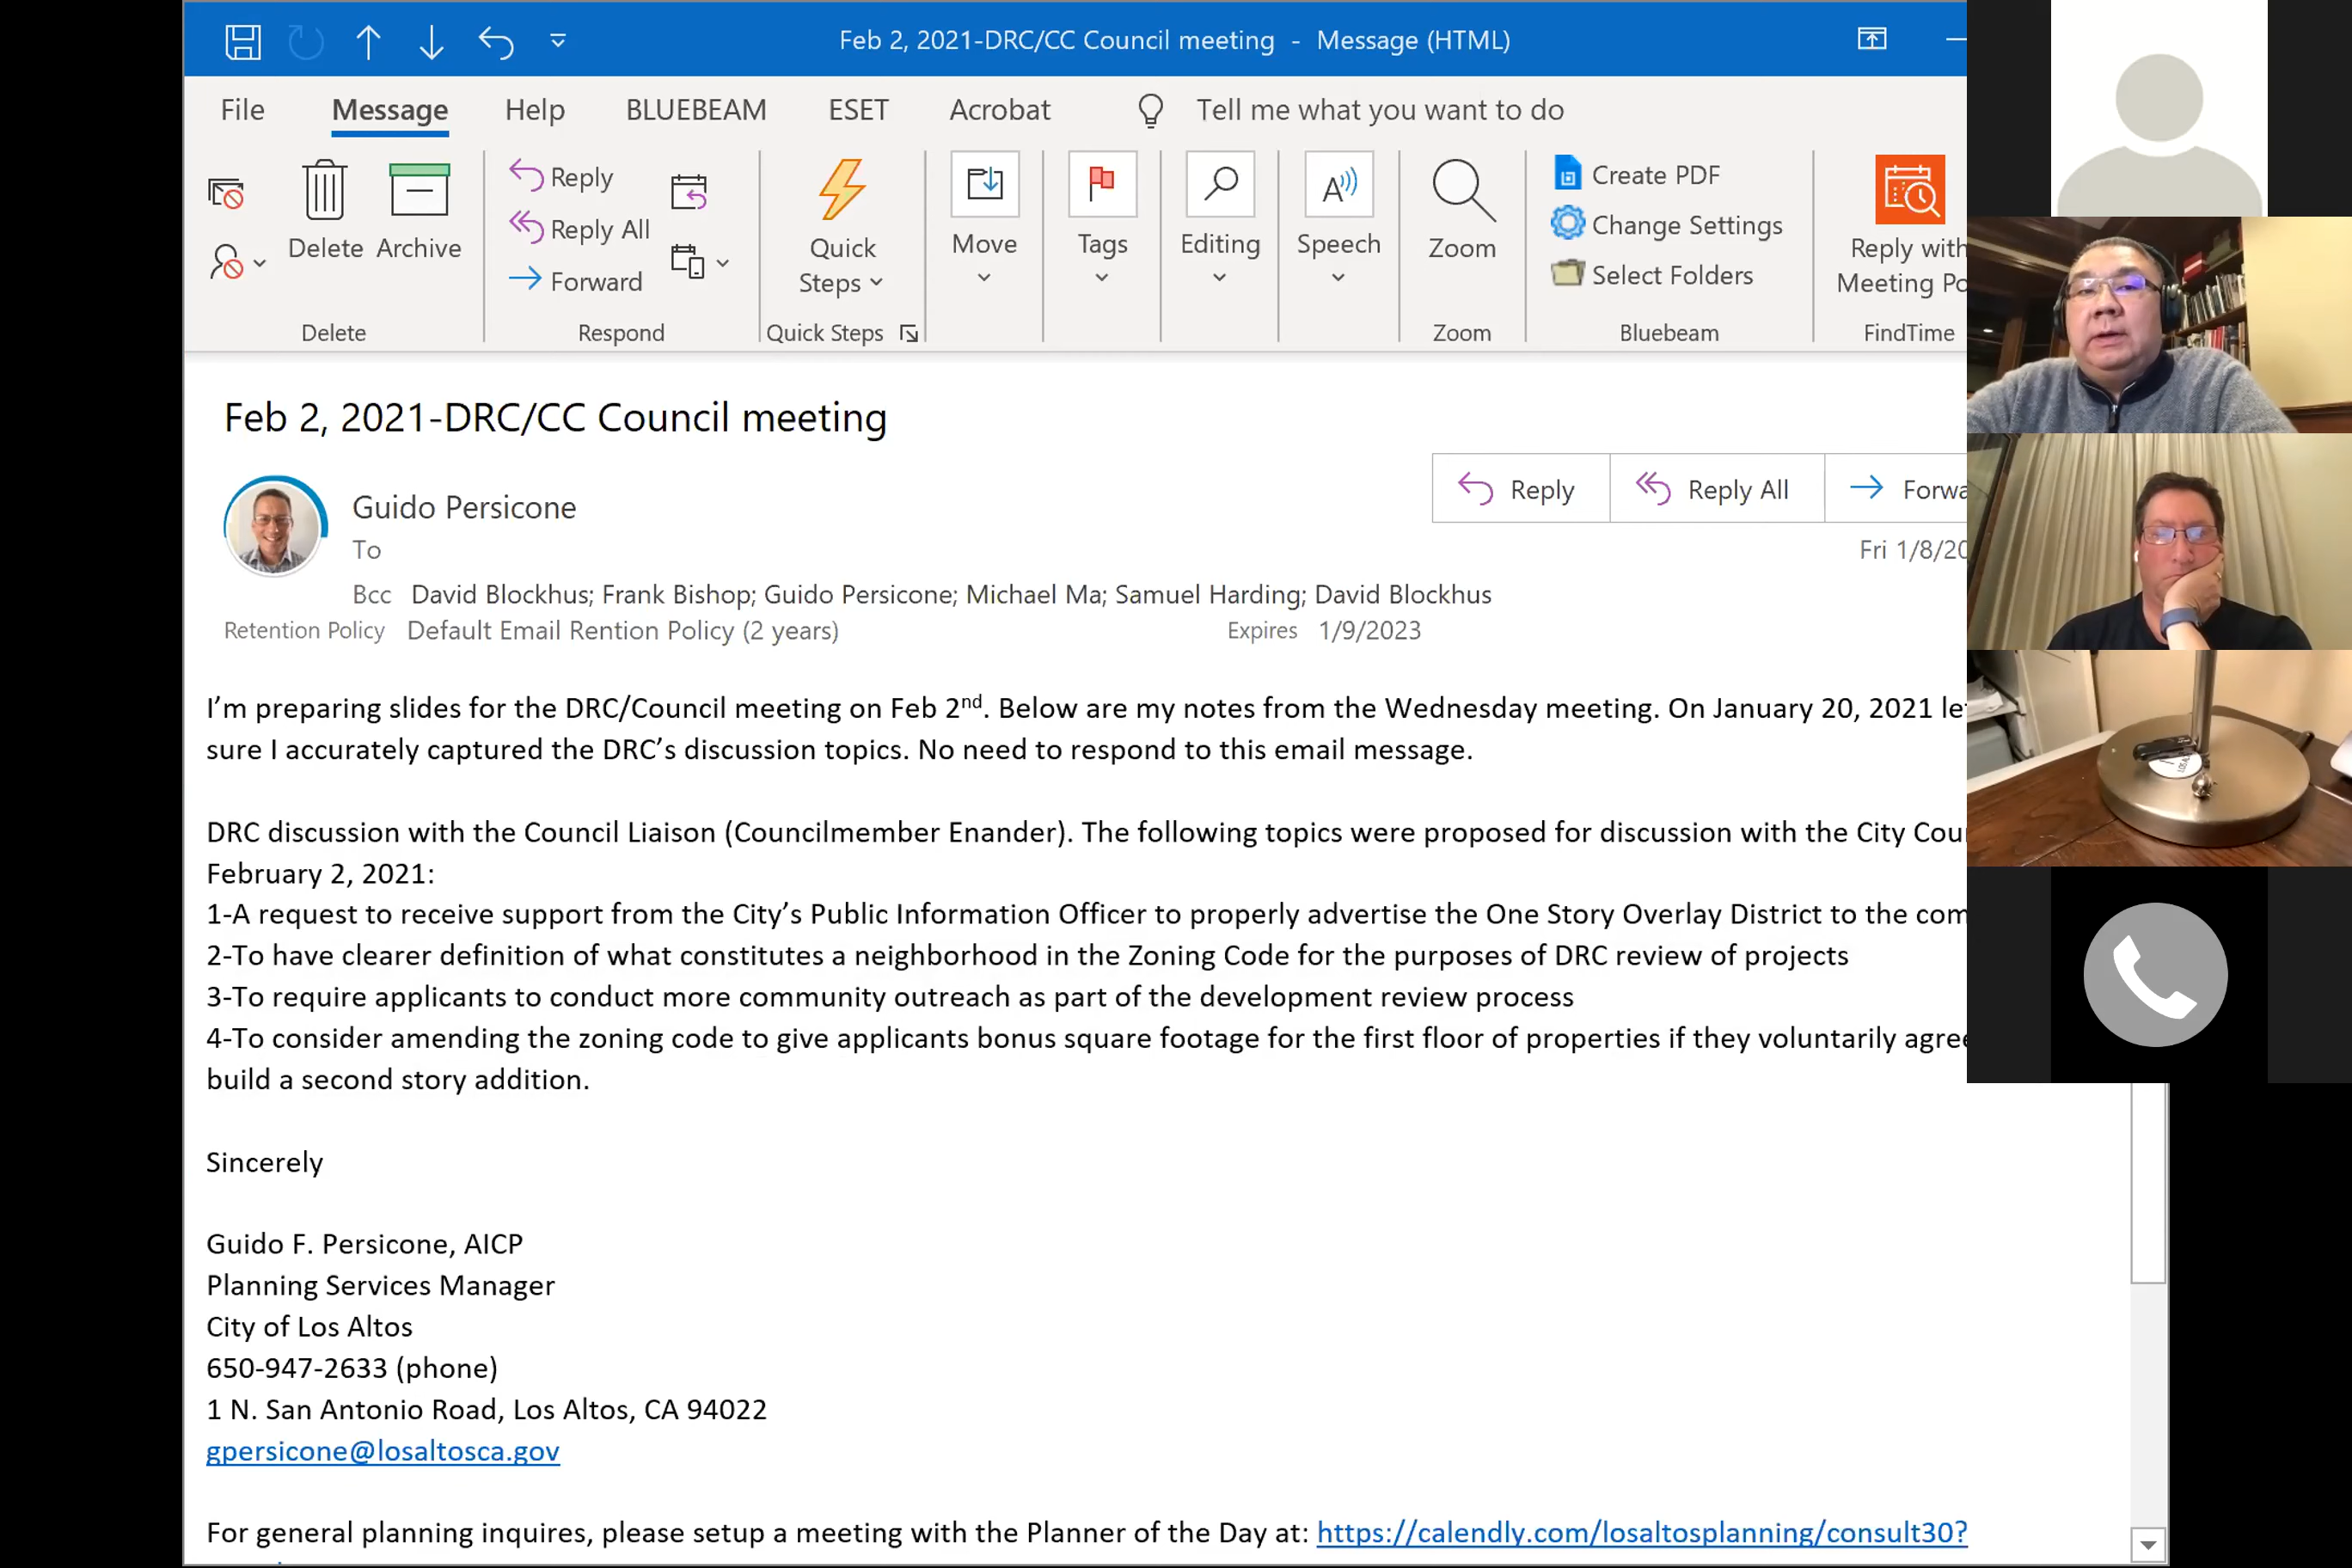 Feb 2, 2021-DRC/CC Council meeting - Message (HTML)
File Message Help BLUEBEAM ESET Acrobat Tell me what you want to do
Delete Archive
Reply
Reply All
Forward
Quick Steps
Move
Tags
Editing
Speech
Zoom
Create PDF
Change Settings
Select Folders
Reply with
Meeting
Delete Respond Quick Steps Zoom Bluebeam FindTime
Feb 2, 2021-DRC/CC Council meeting
Guido Persicone
Reply Reply All
To
Fri 1/8/20
Bcc David Blockhus; Frank Bishop; Guido Persicone; Michael Ma; Samuel Harding; David Blockhus
Retention Policy Default Email Rention Policy (2 years) Expires 1/9/2023
I'm preparing slides for the DRC/Council meeting on Feb 2nd. Below are my notes from the Wednesday meeting. On January 20, 2021
sure I accurately captured the DRC's discussion topics. No need to respond to this email message.
DRC discussion with the Council Liaison (Councilmember Enander). The following topics were proposed for discussion with the City
February 2, 2021:
1-A request to receive support from the City's Public Information Officer to properly advertise the One Story Overlay District to the
2-To have clearer definition of what constitutes a neighborhood in the Zoning Code for the purposes of DRC review of projects
3-To require applicants to conduct more community outreach as part of the development review process
4-To consider amending the zoning code to give applicants bonus square footage for the first floor of properties if they voluntarily agree
build a second story addition.
Sincerely
Guido F. Persicone, AICP
Planning Services Manager
City of Los Altos
650-947-2633 (phone)
1 N. San Antonio Road, Los Altos, CA 94022
gpersicone@losaltosca.gov
For general planning inquires, please setup a meeting with the Planner of the Day at: https://calendly.com/losaltosplanning/consult30?